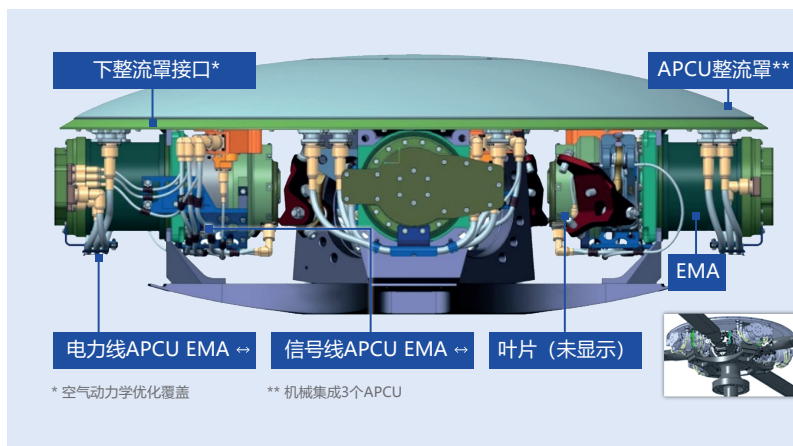 下整流罩接口*
APCU整流罩**
EMA
电力线APCU EMA ↔
信号线APCU EMA ↔
叶片（未显示）
* 空气动力学优化覆盖
** 机械集成3个APCU